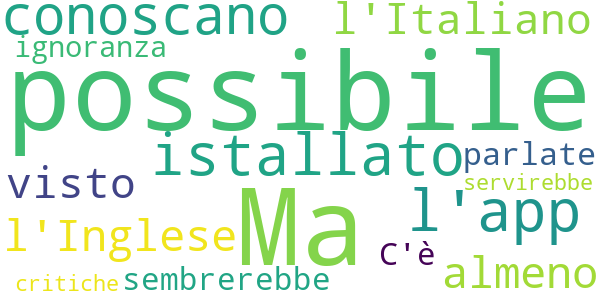 conoscano l'Italiano
ignoranza
possibile
istallato parlate
visto servirebbe
l'Inglese Ma l'app
C'è
critiche sembrerebbe almeno